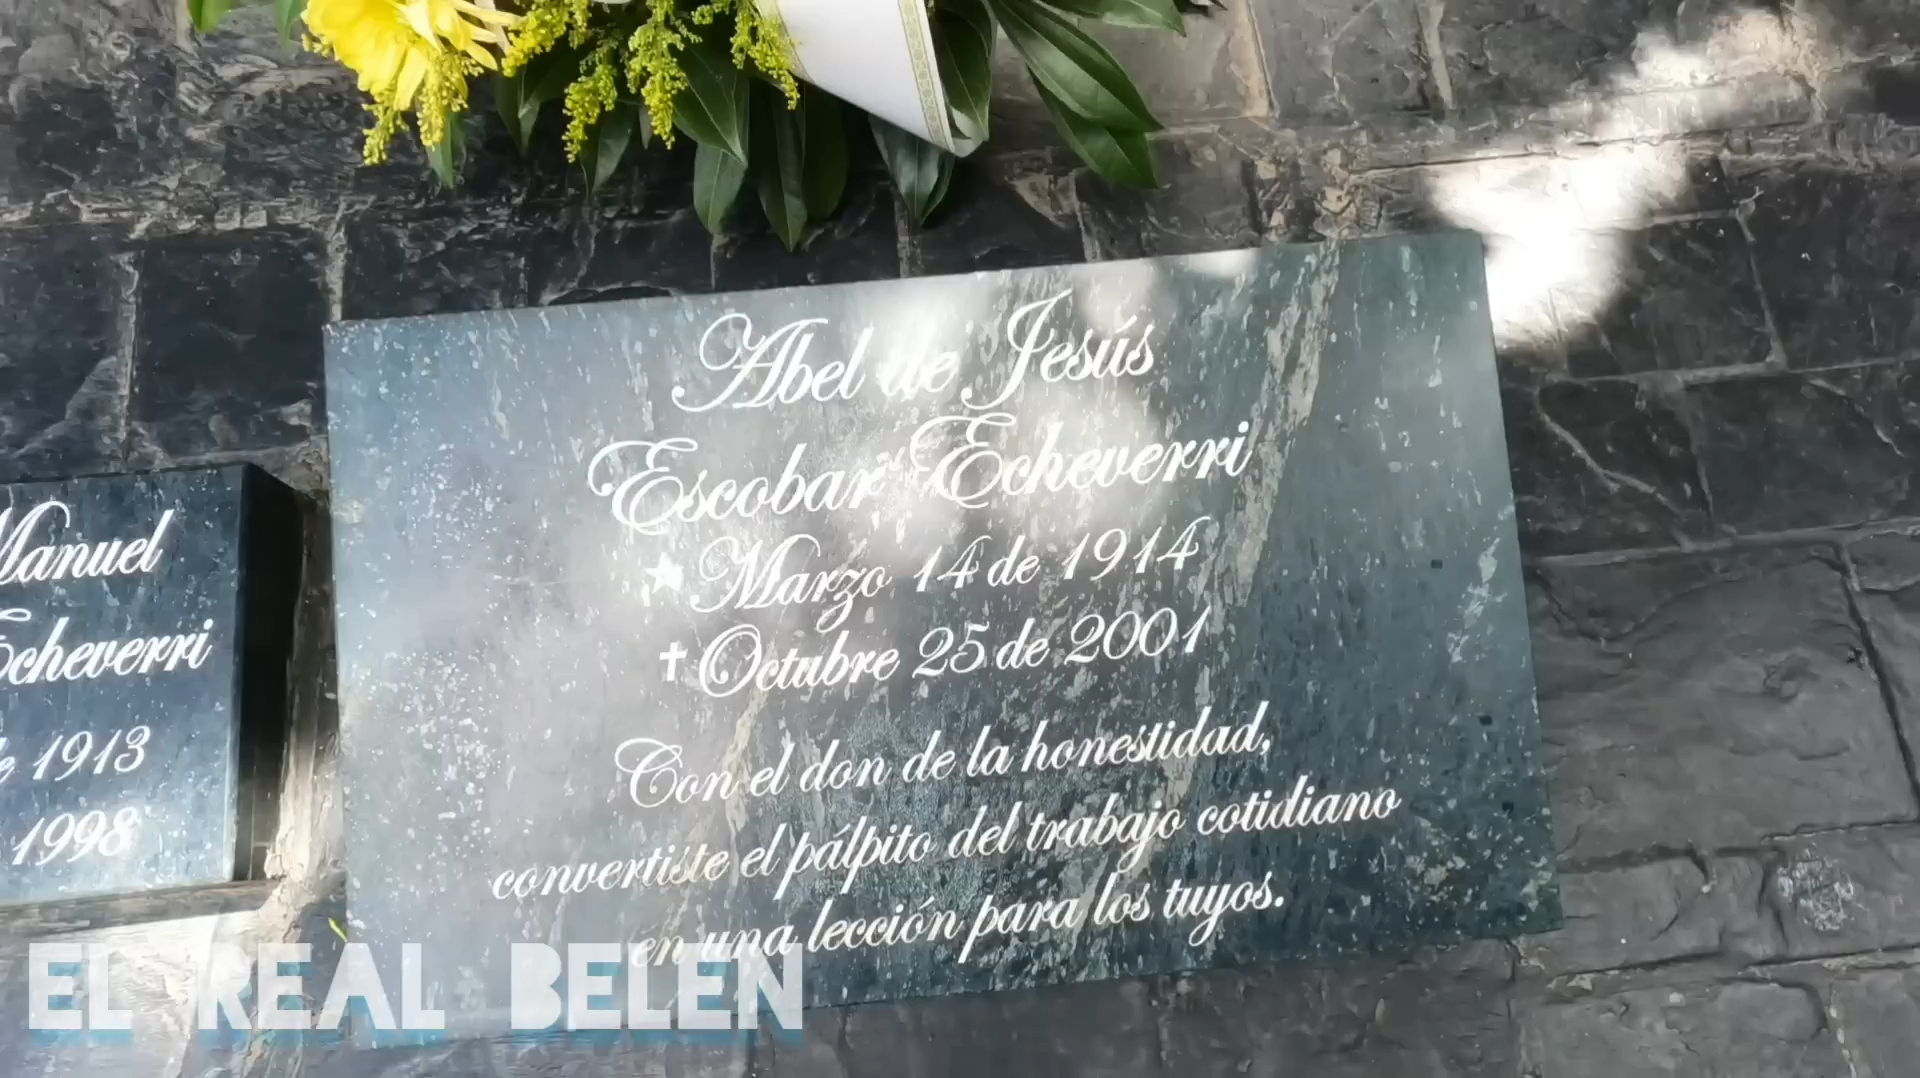 Abel de Jesús
Escobar Echeverri
★ Marzo 14 de 1914
✝ Octubre 25 de 2001
Con el don de la honestidad,
convertiste el pálpito del trabajo cotidiano
en una lección para los tuyos.
Manuel
Echeverri
de 1913
1998
EL REAL BELEN